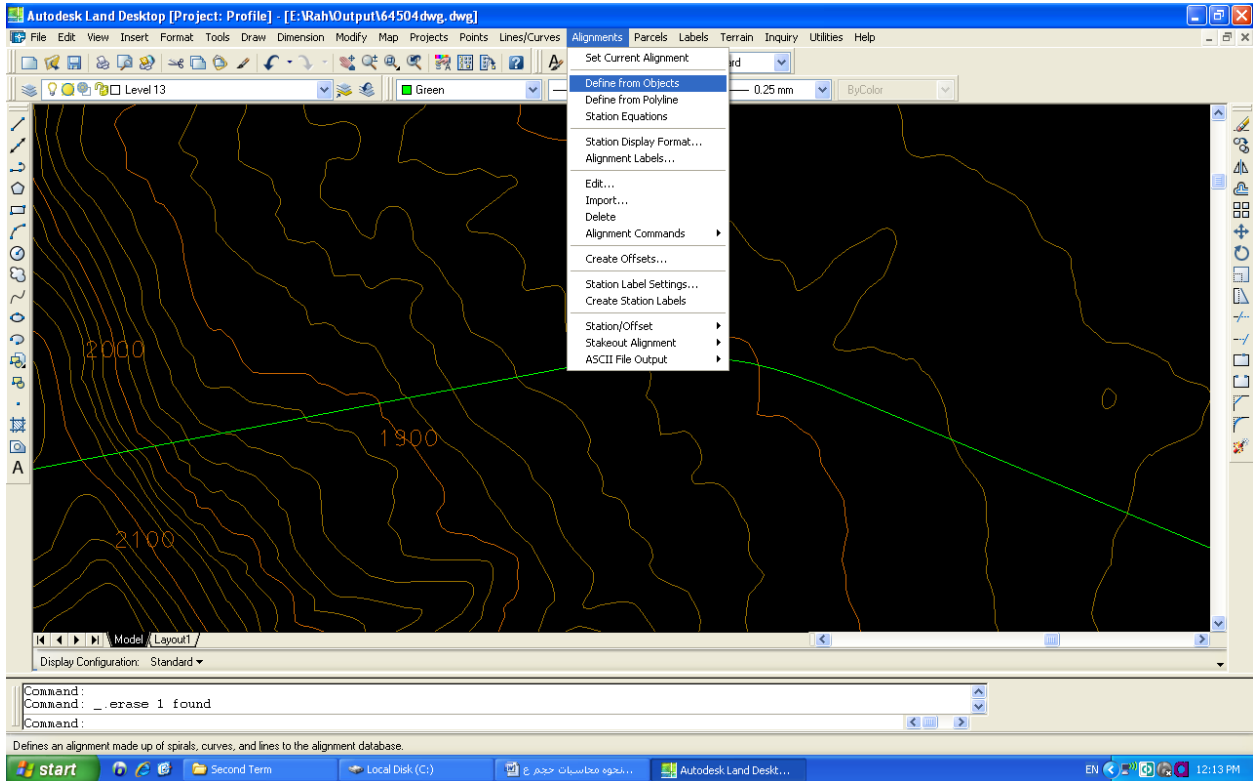 Autodesk Land Desktop [Project: Profile] - [E:\Rah\Output\64504dwg.dwg]
File Edit View Insert Format Tools Draw Dimension Modify Map Projects Points Lines/Curves Alignments Parcels Labels Terrain Inquiry Utilities Help
Level 13
Green
0.25 mm
ByColor
Set Current Alignment
Define from Objects
Define from Polyline
Station Equations
Station Display Format...
Alignment Labels...
Edit...
Import...
Delete
Alignment Commands
Create Offsets...
Station Label Settings...
Create Station Labels
Station/Offset
Stakeout Alignment
ASCII File Output
2000
1900
2100
Model Layout1
Display Configuration: Standard
Command:
Command: _.erase 1 found
Command:
Defines an alignment made up of spirals, curves, and lines to the alignment database.
start Second Term Local Disk (C:) نحوه محاسبات حجم ع... Autodesk Land Deskt... EN 12:13 PM